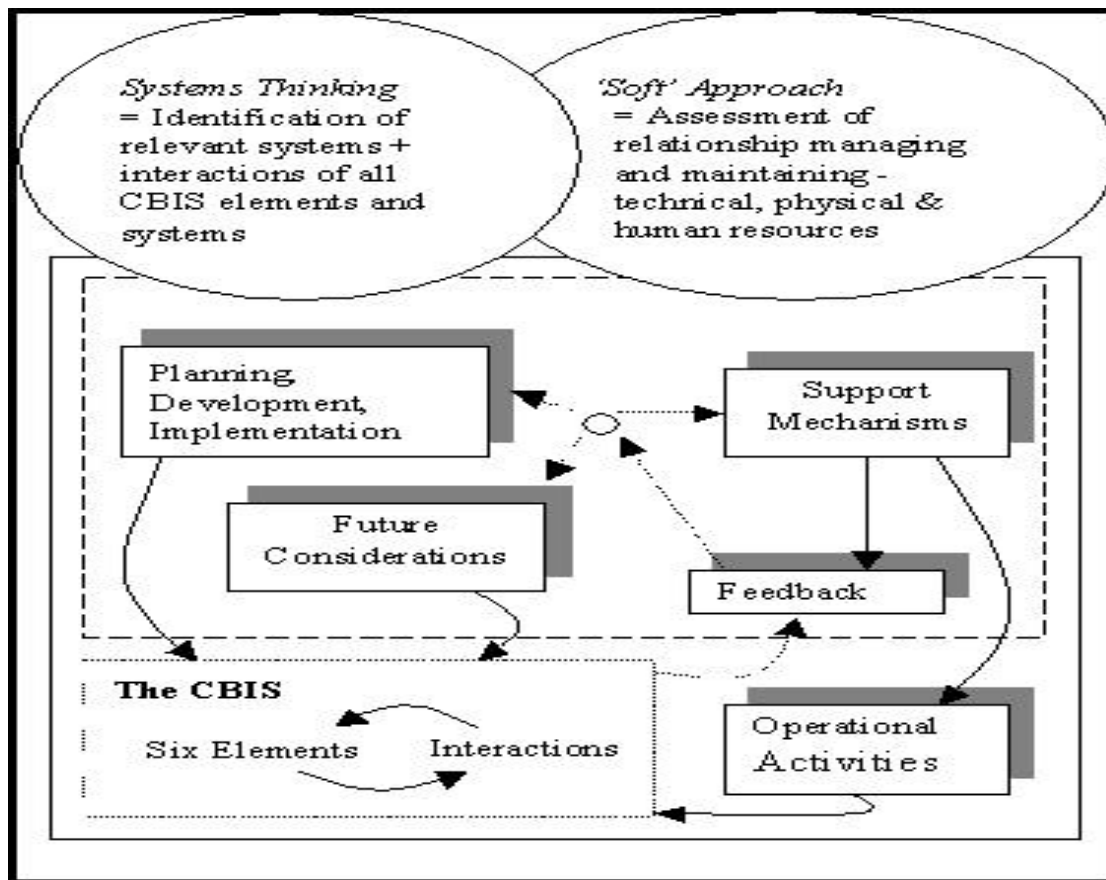 Systems Thinking
= Identification of
relevant systems +
interactions of all
CBIS elements and
systems
'Soft' Approach
= Assessment of
relationship managing
and maintaining -
technical, physical &
human resources
Planning,
Development,
Implementation
Support
Mechanisms
Future
Considerations
Feedback
The CBIS
Six Elements
Interactions
Operational
Activities